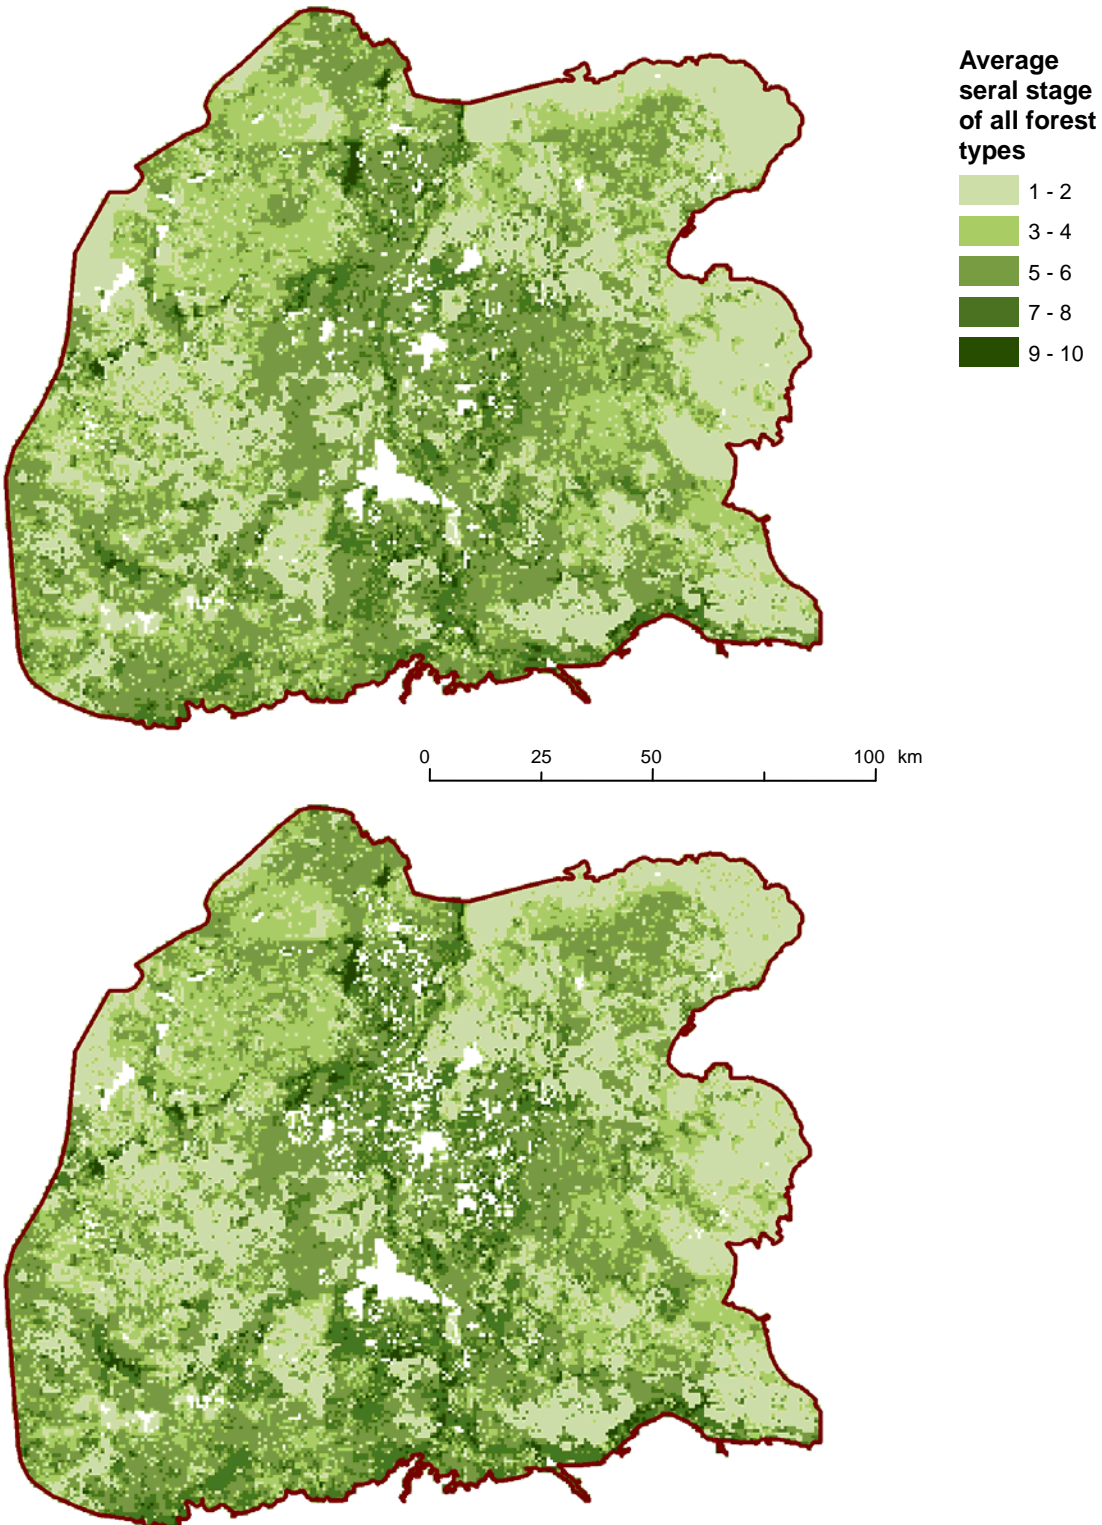 Average
seral stage
of all forest
types
1 - 2
3 - 4
5 - 6
7 - 8
9 - 10
0 25 50 100 km